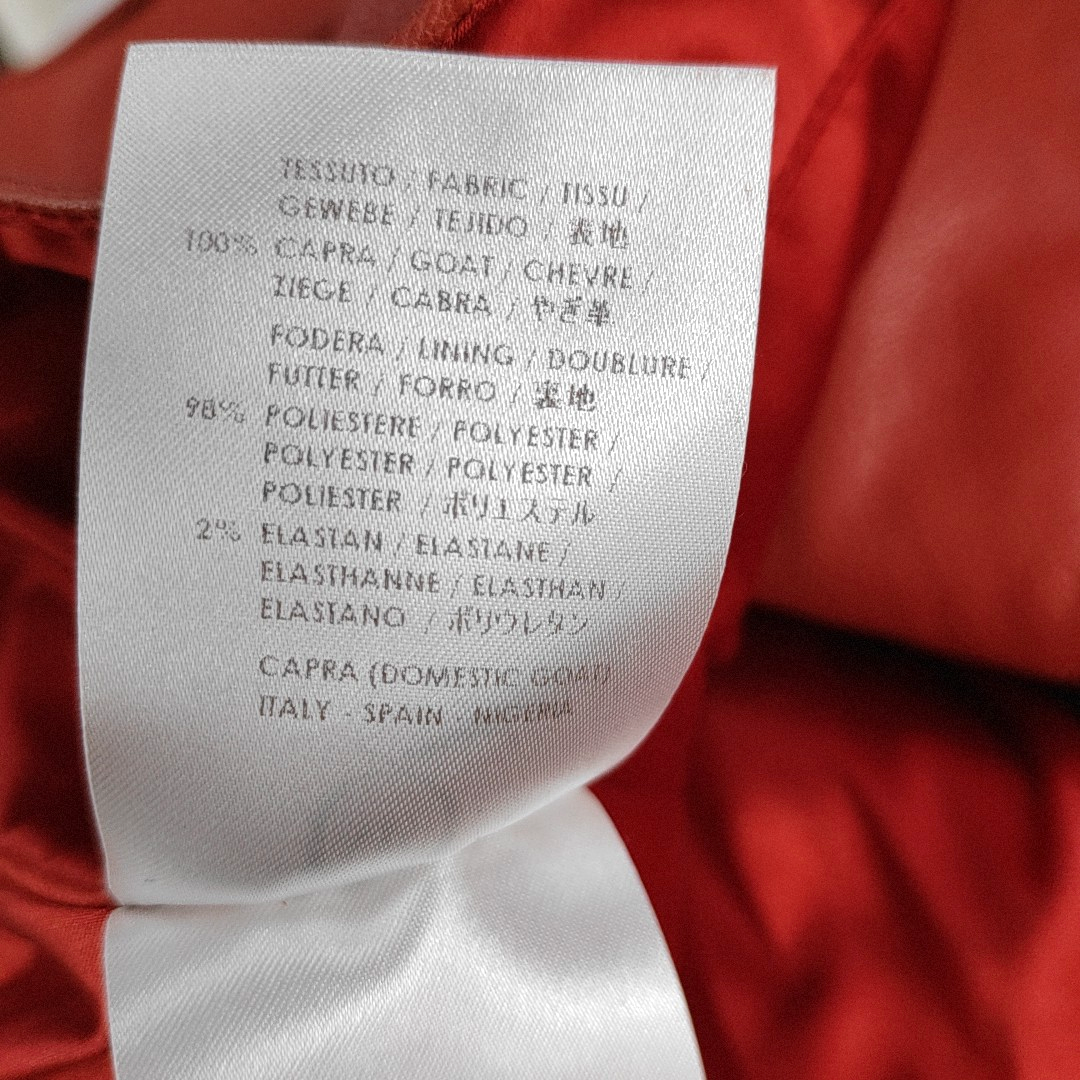 TESSUTO / FABRIC / TISSU /
GEWEBE / TEJIDO / 表地
100% CAPRA / GOAT / CHEVRE /
ZIEGE / CABRA / やぎ革
FODERA / LINING / DOUBLURE /
FUTTER / FORRO / 裏地
98% POLIESTERE / POLYESTER /
POLYESTER / POLYESTER /
POLIESTER / ポリエステル
2% ELASTAN / ELASTANE /
ELASTHANNE / ELASTHAN /
ELASTANO / ポリウレタン
CAPRA (DOMESTIC GOAT)
ITALY - SPAIN - NIGERIA